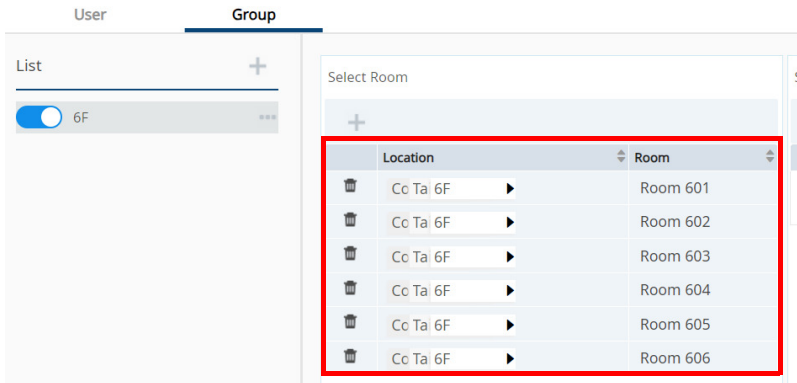 User Group
List
6F
Select Room
Location Room
Co Ta 6F Room 601
Co Ta 6F Room 602
Co Ta 6F Room 603
Co Ta 6F Room 604
Co Ta 6F Room 605
Co Ta 6F Room 606